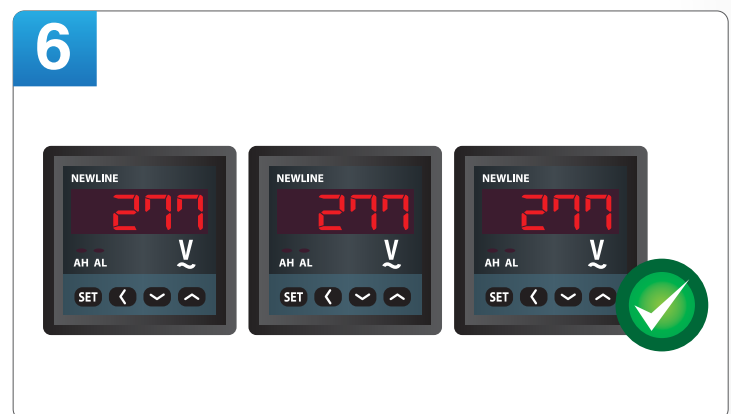 6
NEWLINE NEWLINE NEWLINE
277 277 277
V V V
AH AL AH AL AH AL
SET SET SET